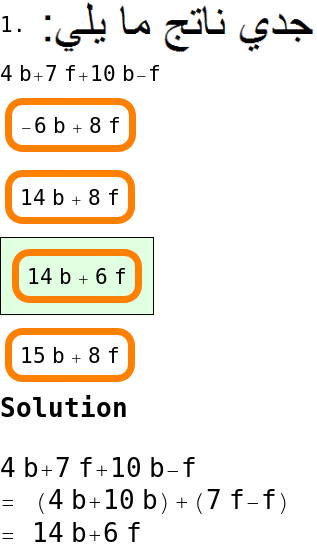 1. جدي ناتج ما يلي:
4 b+7 f+10 b−f
−6 b + 8 f
14 b + 8 f
14 b + 6 f
15 b + 8 f
Solution
4 b+7 f+10 b−f
= (4 b+10 b) + (7 f−f)
= 14 b+6 f